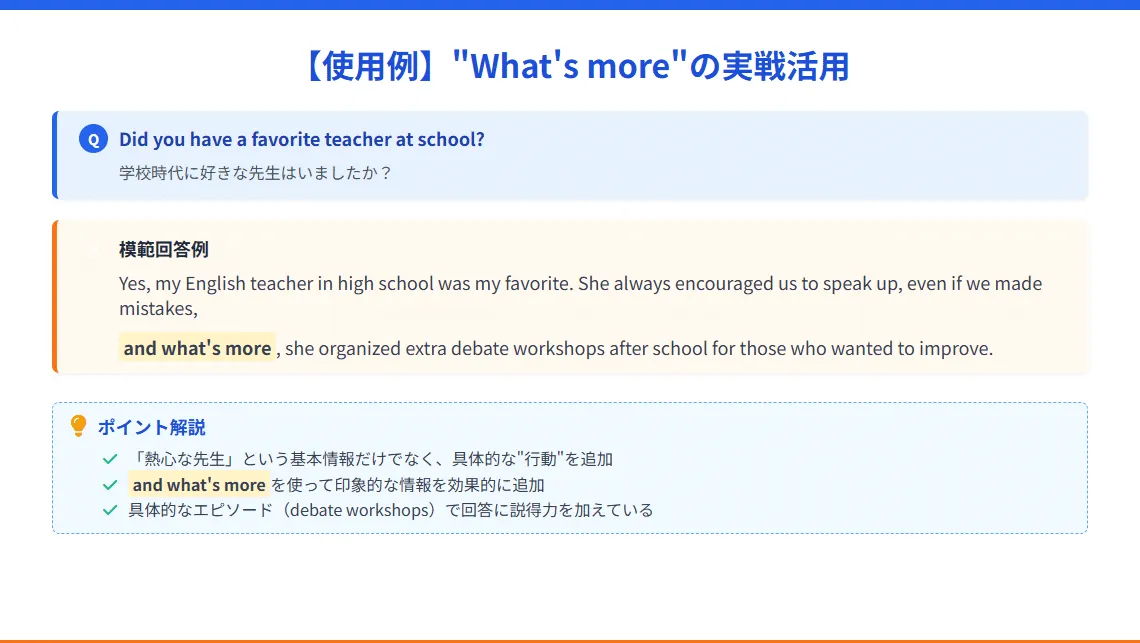 【使用例】"What's more"の実戦活用
Q Did you have a favorite teacher at school?
学校時代に好きな先生はいましたか？
模範回答例
Yes, my English teacher in high school was my favorite. She always encouraged us to speak up, even if we made
mistakes,
and what's more , she organized extra debate workshops after school for those who wanted to improve.
ポイント解説
「熱心な先生」という基本情報だけでなく、具体的な"行動"を追加
and what's more を使って印象的な情報を効果的に追加
具体的なエピソード（debate workshops）で回答に説得力を加えている